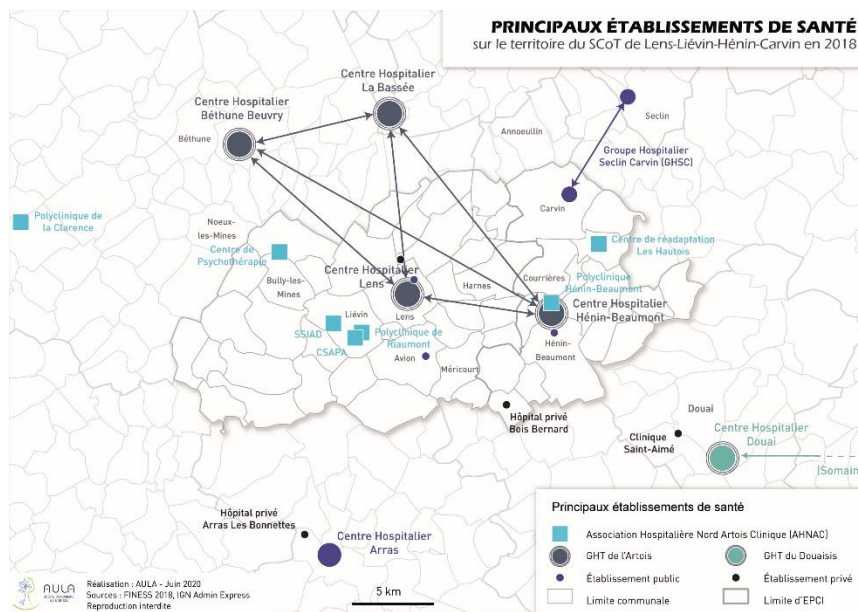 PRINCIPAUX ÉTABLISSEMENTS DE SANTÉ
sur le territoire du SCoT de Lens-Liévin-Hénin-Carvin en 2018
Centre Hospitalier
La Bassée
Centre Hospitalier
Béthune Beuvry
Béthune
Annoeullin
Seclin
Groupe Hospitalier
Seclin Carvin (GHSC)
Carvin
Polyclinique de
la Clarence
Noeux-
les-Mines
Centre de
Psychothérapie
Bully-les-
Mines
Centre Hospitalier
Lens
Lens
Harnes
Courrières
Centre de réadaptation
Les Hautois
Polyclinique
Hénin-Beaumont
Centre Hospitalier
Hénin-Beaumont
Hénin-
Beaumont
Liévin
SSIAD
CSAPA
Polyclinique de
Riaumont
Avion
Méricourt
Hôpital privé
Bois Bernard
Douai
Clinique
Saint-Aimé
Centre Hospitalier
Douai
(Somain
Hôpital privé
Arras Les Bonnettes
Centre Hospitalier
Arras
Principaux établissements de santé
Association Hospitalière Nord Artois Clinique (AHNAC)
GHT de l'Artois
GHT du Douaisis
Établissement public
Établissement privé
Limite communale
Limite d'EPCI
AULA
Réalisation : AULA - Juin 2020
Sources : FINESS 2018, IGN Admin Express
Reproduction interdite
5 km